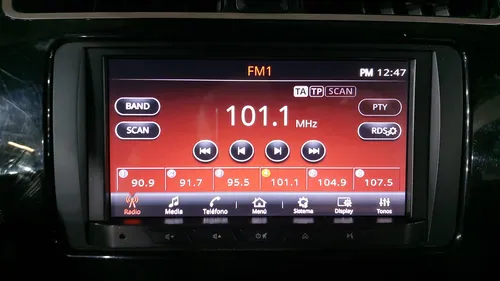 FM1
PM 12:47
TA TP SCAN
BAND
101.1 MHz
PTY
SCAN
RDS
90.9 91.7 95.5 101.1 104.9 107.5
Radio Media Teléfono Menú Sistema Display Tonos